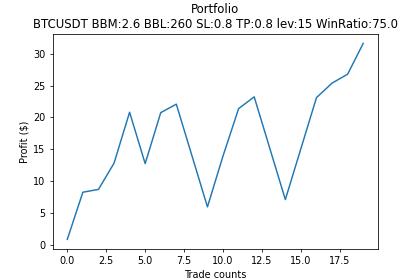 Portfolio
BTCUSDT BBM:2.6 BBL:260 SL:0.8 TP:0.8 lev:15 WinRatio:75.0
Profit ($)
30
25
20
15
10
5
0
0.0 2.5 5.0 7.5 10.0 12.5 15.0 17.5
Trade counts